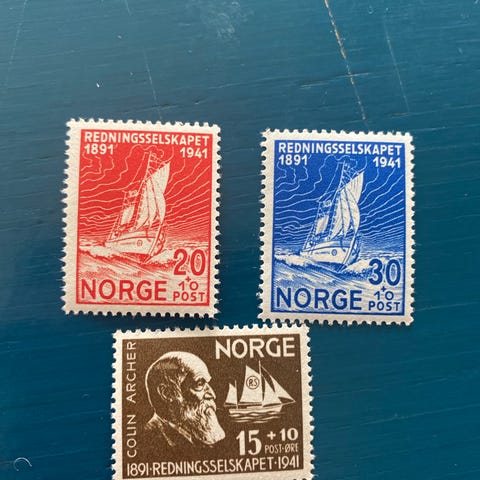 REDNINGSSELSKAPET
1891 1941
20
+10
NORGE POST
REDNINGSSELSKAPET
1891 1941
30
+10
NORGE POST
COLIN ARCHER
NORGE
RS
15 +10
POST-ØRE
1891·REDNINGSSELSKAPET·1941